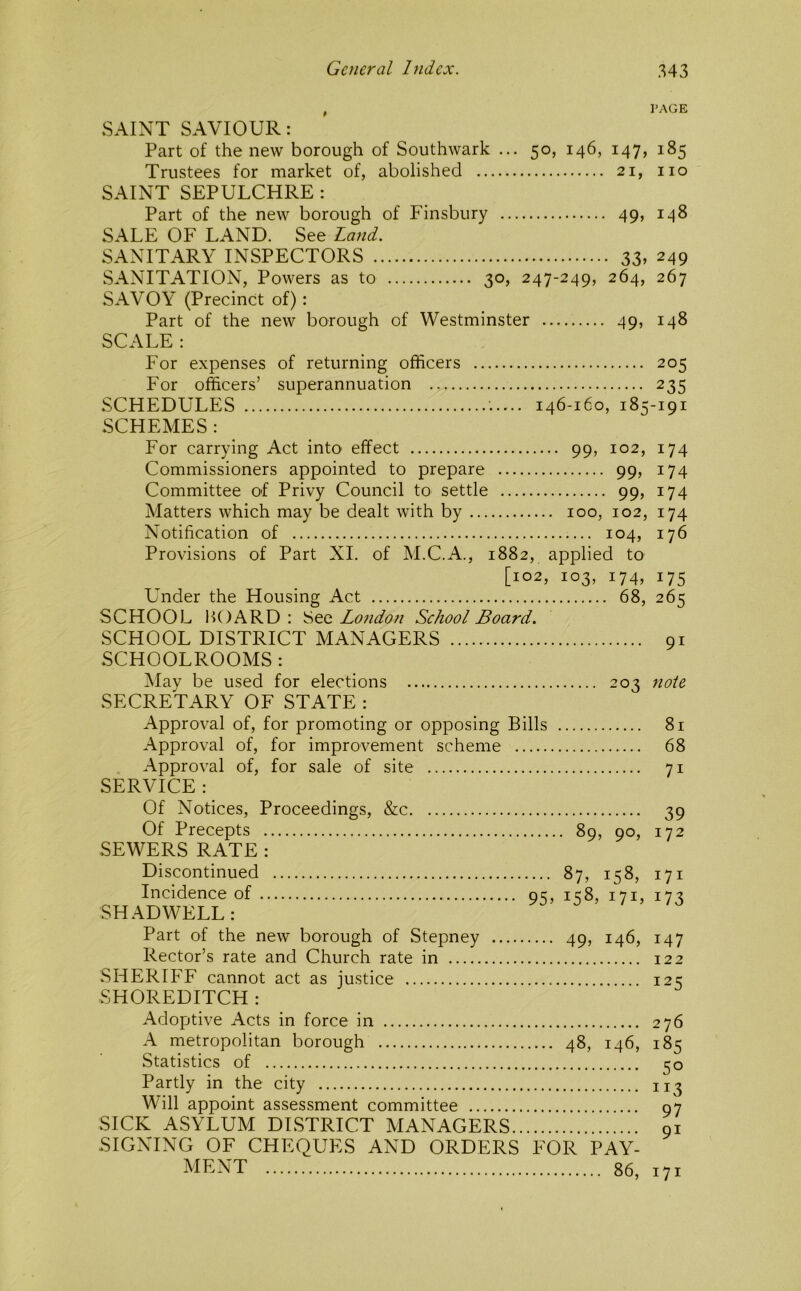 General Index. 343
PAGE
SAINT SAVIOUR:
Part of the new borough of Southwark ... 50, 146, 147, 185
Trustees for market of, abolished .................... 21, 110
SAINT SEPULCHRE :
Part of the new borough of Finsbury ................ 49, 148
SALE OF LAND. See Land.
SANITARY INSPECTORS .................................... 33, 249
SANITATION, Powers as to ............ 30, 247-249, 264, 267
SAVOY (Precinct of) :
Part of the new borough of Westminster .......... 49, 148
SCALE :
For expenses of returning officers .......................... 205
For officers' superannuation ................................. 235
SCHEDULES ........................................... 146-160, 185-191
SCHEMES :
For carrying Act into effect ....................... 99, 102, 174
Commissioners appointed to prepare ................ 99, 174
Committee of Privy Council to settle ................ 99, 174
Matters which may be dealt with by ............ 100, 102, 174
Notification of ........................................... 104, 176
Provisions of Part XI. of M.C.A., 1882, applied to
[102, 103, 174, 175
Under the Housing Act .................................... 68, 265
SCHOOL BOARD : See London School Board.
SCHOOL DISTRICT MANAGERS ............................. 91
SCHOOLROOMS :
May be used for elections ............................. 203 note
SECRETARY OF STATE :
Approval of, for promoting or opposing Bills ............ 81
Approval of, for improvement scheme ................... 68
Approval of, for sale of site ................................ 71
SERVICE :
Of Notices, Proceedings, &c. .................................. 39
Of Precepts .............................................. 89, 90, 172
SEWERS RATE :
Discontinued .......................................... 87, 158, 171
Incidence of ....................................... 95, 158, 171, 173
SHADWELL :
Part of the new borough of Stepney .......... 49, 146, 147
Rector's rate and Church rate in ............................. 122
SHERIFF cannot act as justice ................................... 125
SHOREDITCH :
Adoptive Acts in force in ....................................... 276
A metropolitan borough ........................... 48, 146, 185
Statistics of ......................................................... 50
Partly in the city ................................................. 113
Will appoint assessment committee .......................... 97
SICK ASYLUM DISTRICT MANAGERS................... 91
SIGNING OF CHEQUES AND ORDERS FOR PAY-
MENT .................................................... 86, 171